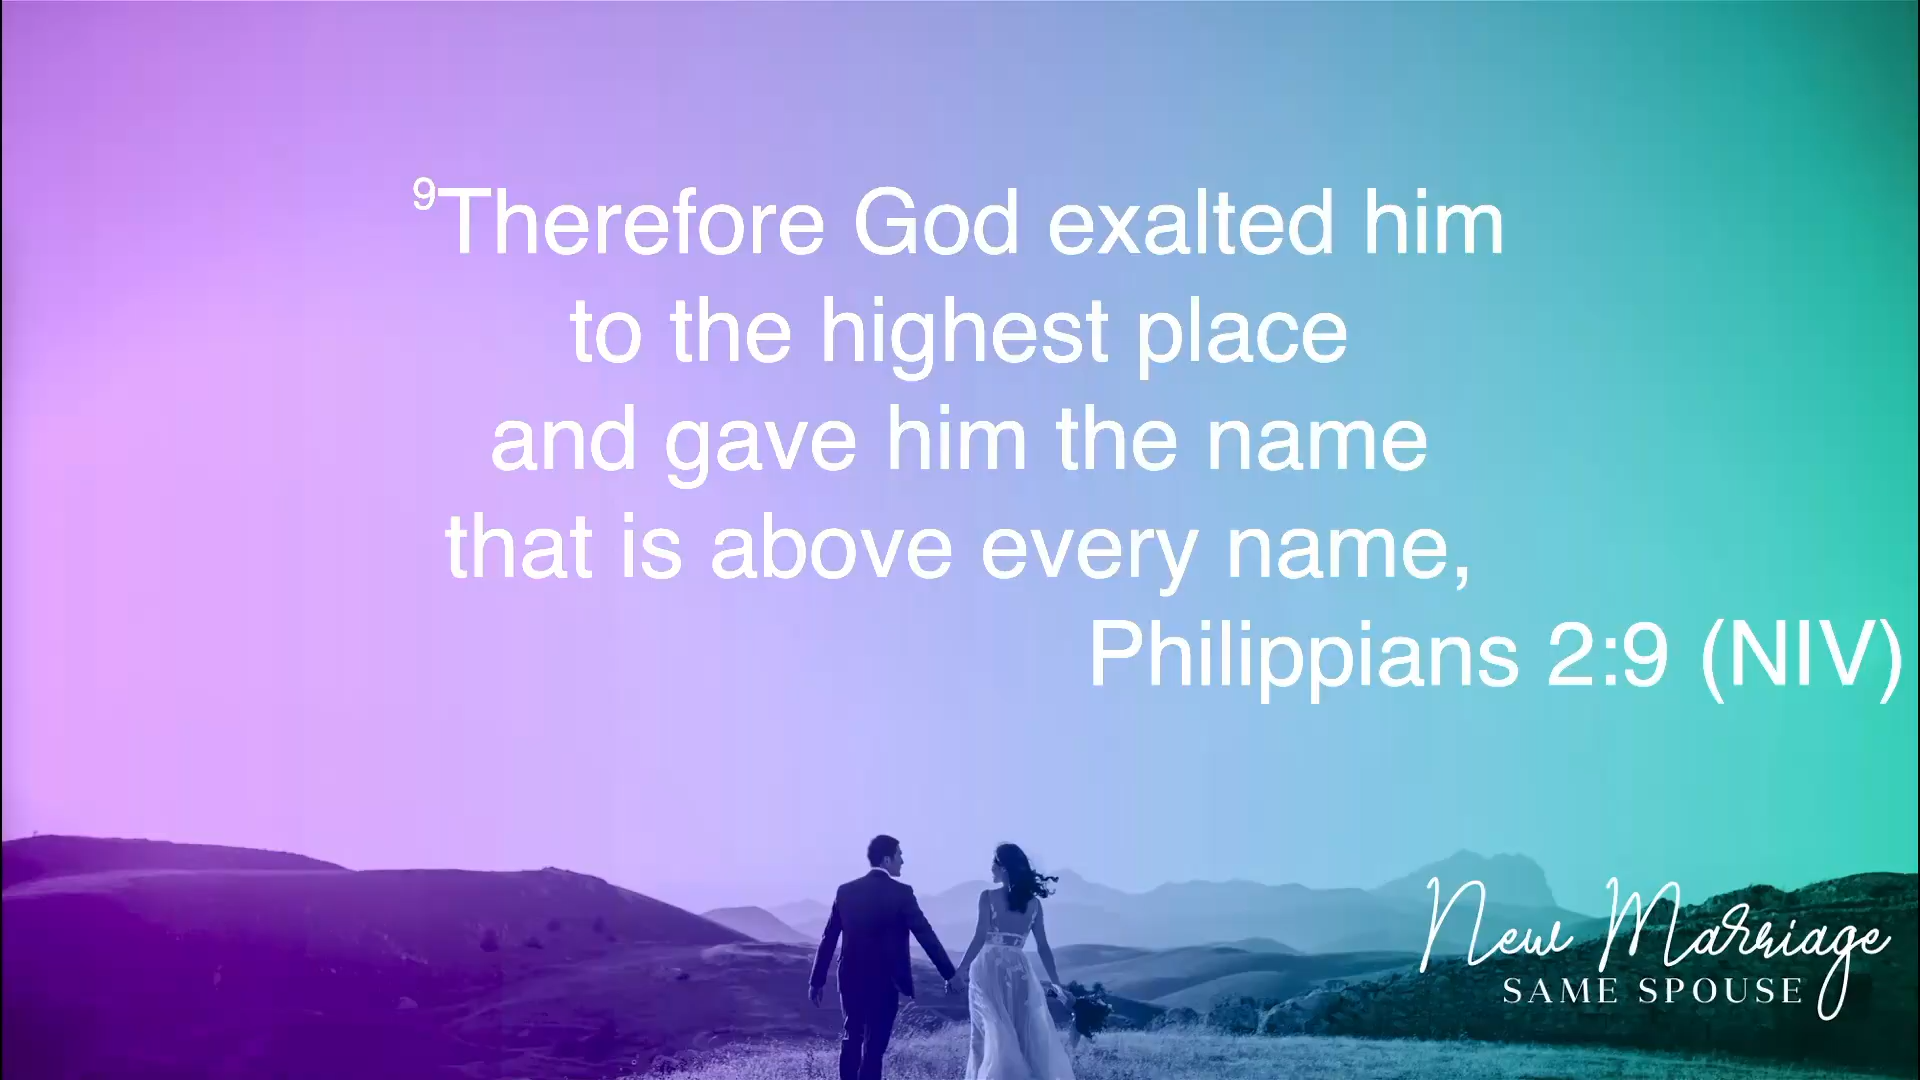 ⁹Therefore God exalted him
to the highest place
and gave him the name
that is above every name,
Philippians 2:9 (NIV)
New Marriage
SAME SPOUSE